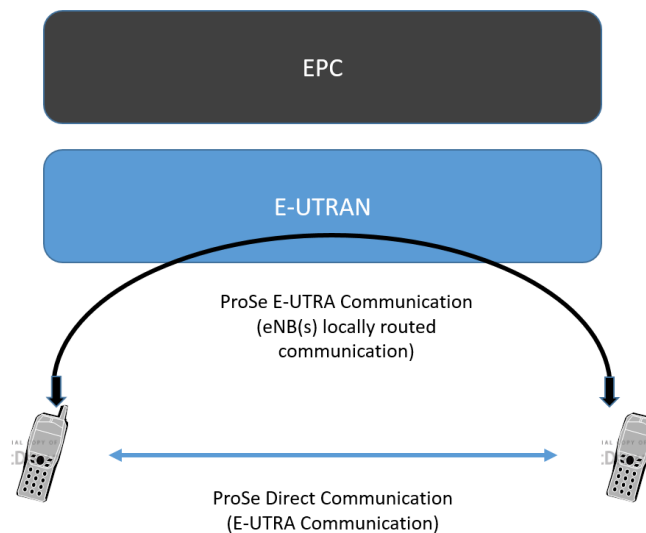 EPC
E-UTRAN
ProSe E-UTRA Communication
(eNB(s) locally routed
communication)
ProSe Direct Communication
(E-UTRA Communication)